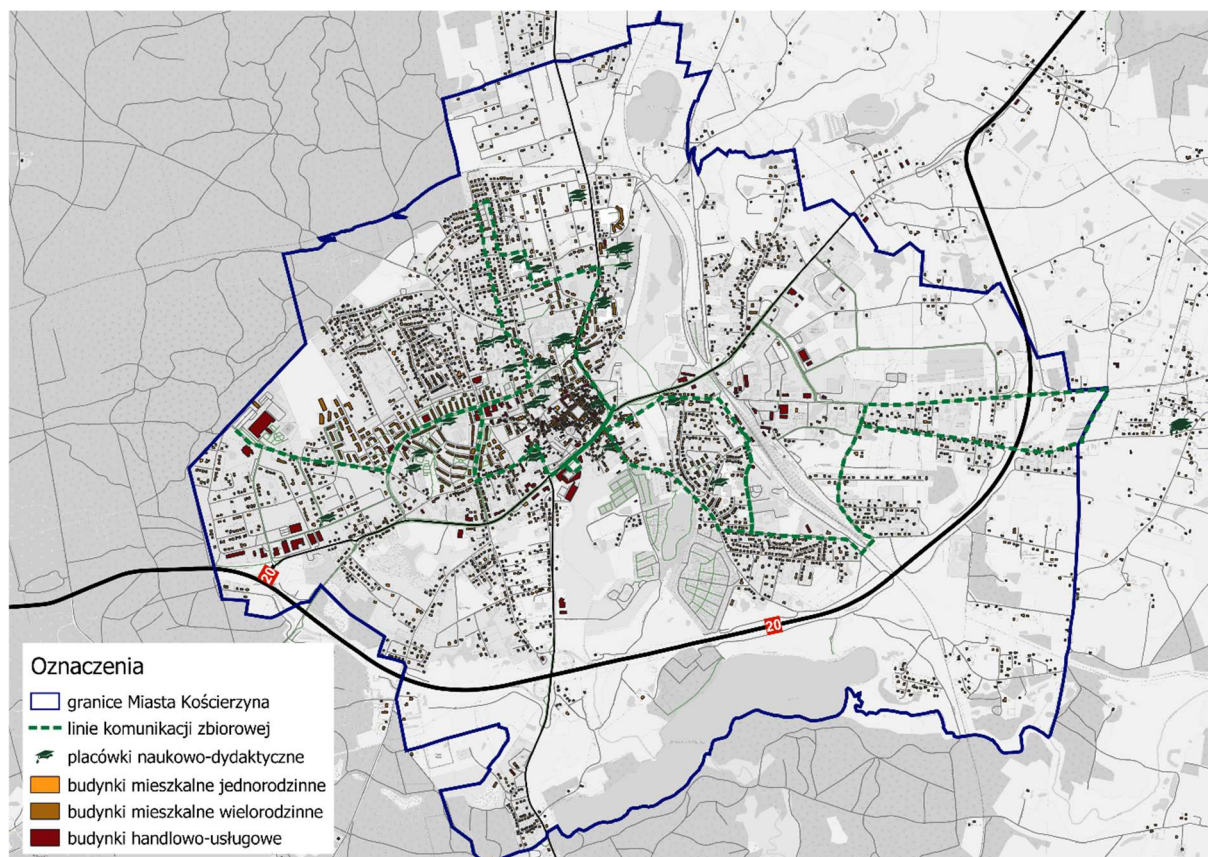 20
20
Oznaczenia
granice Miasta Kościerzyna
linie komunikacji zbiorowej
placówki naukowo-dydaktyczne
budynki mieszkalne jednorodzinne
budynki mieszkalne wielorodzinne
budynki handlowo-usługowe